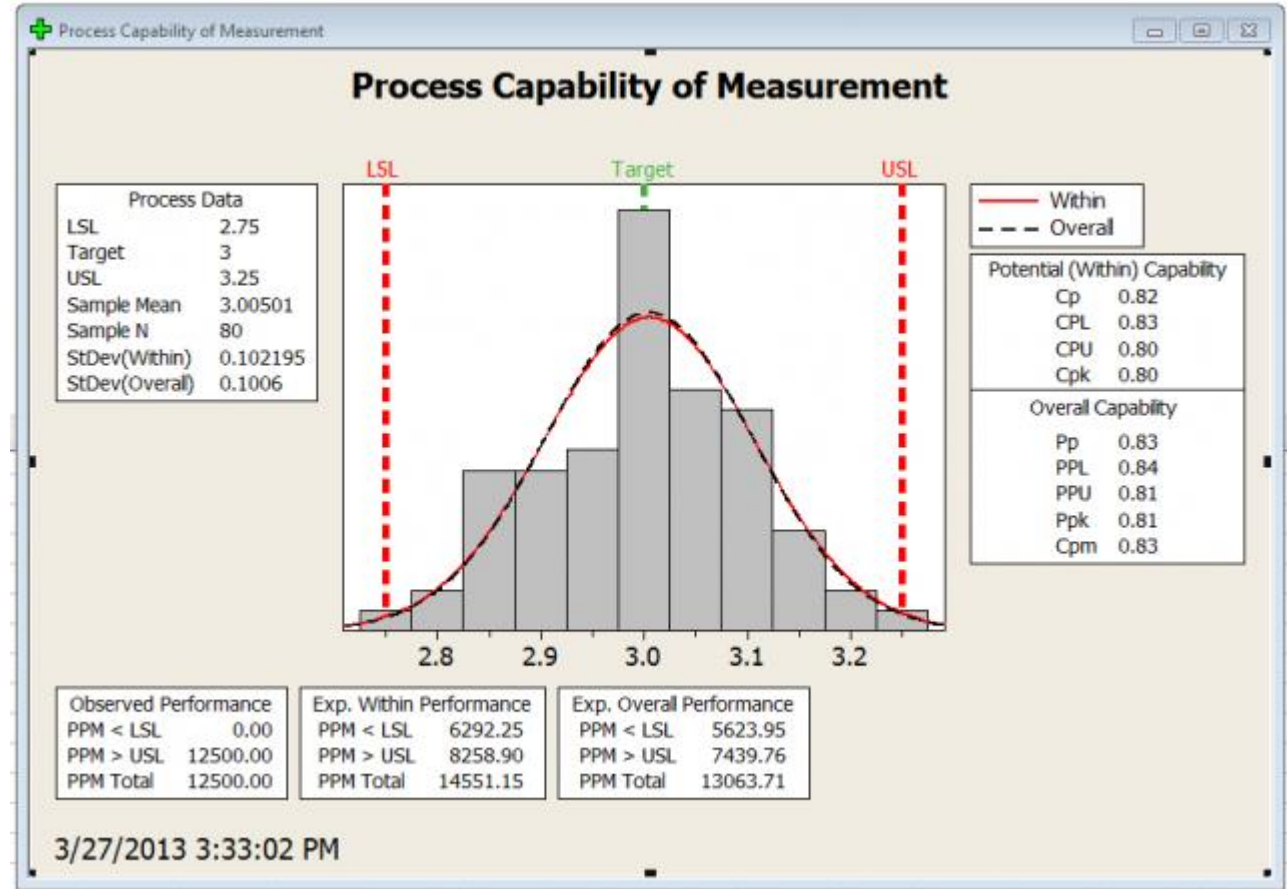 Process Capability of Measurement
Process Capability of Measurement
LSL Target USL
Process Data
LSL 2.75
Target 3
USL 3.25
Sample Mean 3.00501
Sample N 80
StDev(Within) 0.102195
StDev(Overall) 0.1006
Within
Overall
Potential (Within) Capability
Cp 0.82
CPL 0.83
CPU 0.80
Cpk 0.80
Overall Capability
Pp 0.83
PPL 0.84
PPU 0.81
Ppk 0.81
Cpm 0.83
2.8 2.9 3.0 3.1 3.2
Observed Performance
PPM < LSL 0.00
PPM > USL 12500.00
PPM Total 12500.00
Exp. Within Performance
PPM < LSL 6292.25
PPM > USL 8258.90
PPM Total 14551.15
Exp. Overall Performance
PPM < LSL 5623.95
PPM > USL 7439.76
PPM Total 13063.71
3/27/2013 3:33:02 PM